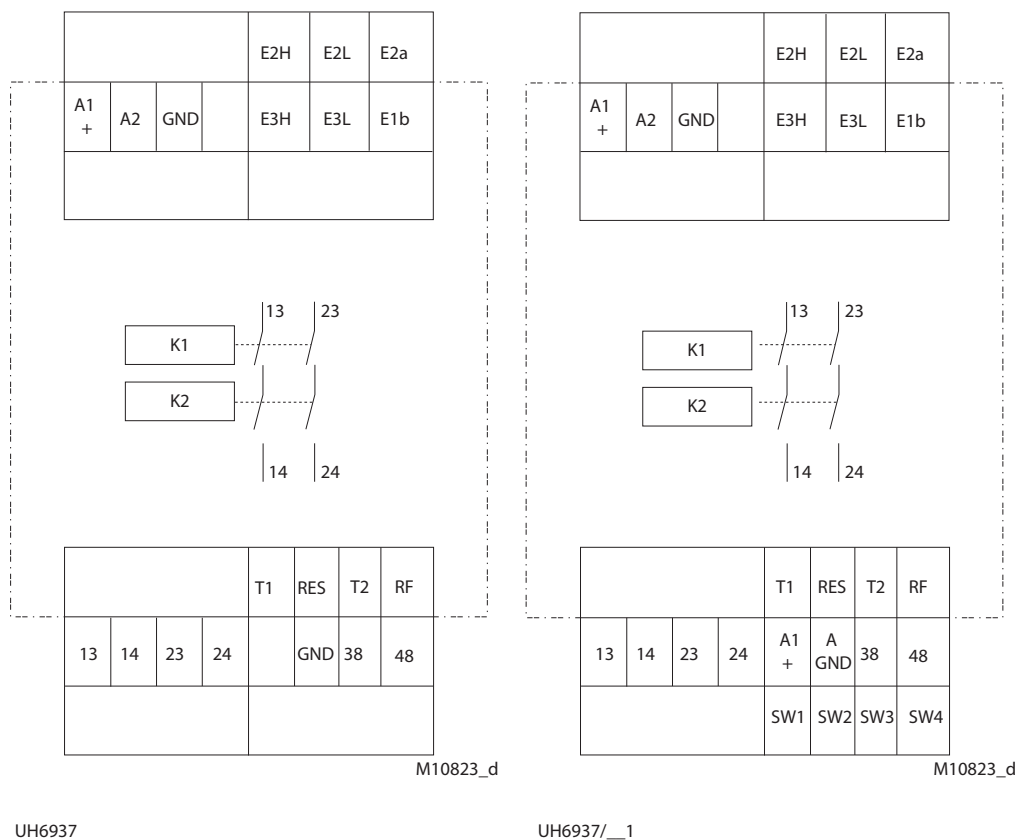 E2H E2L E2a
A1
+ A2 GND E3H E3L E1b
13 23
K1
K2
14 24
T1 RES T2 RF
13 14 23 24 GND 38 48
M10823_d
UH6937
E2H E2L E2a
A1
+ A2 GND E3H E3L E1b
13 23
K1
K2
14 24
T1 RES T2 RF
13 14 23 24 A1
+ A
GND 38 48
SW1 SW2 SW3 SW4
M10823_d
UH6937/__1